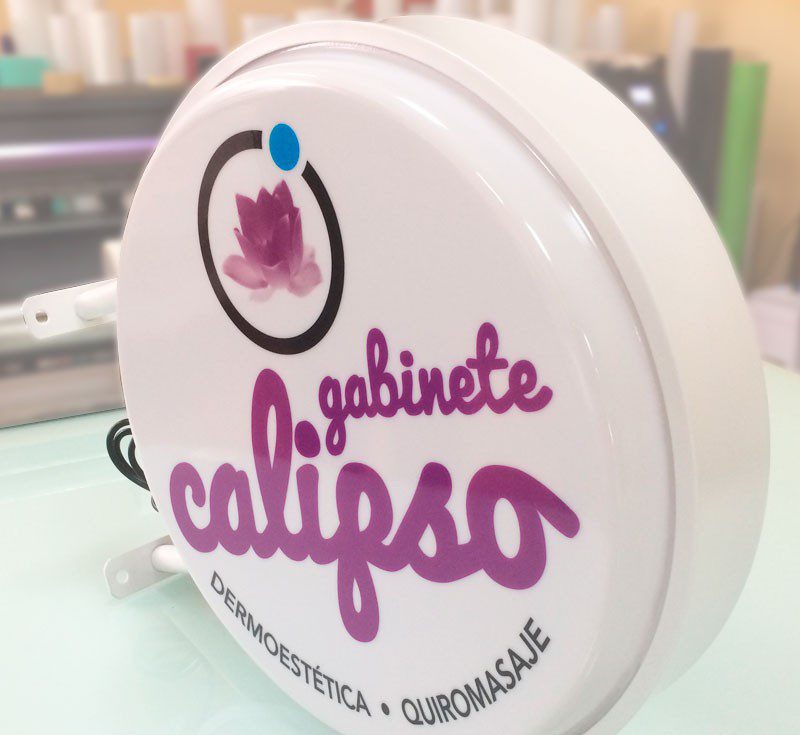 gabinete
calipso
DERMOESTÉTICA • QUIROMASAJE